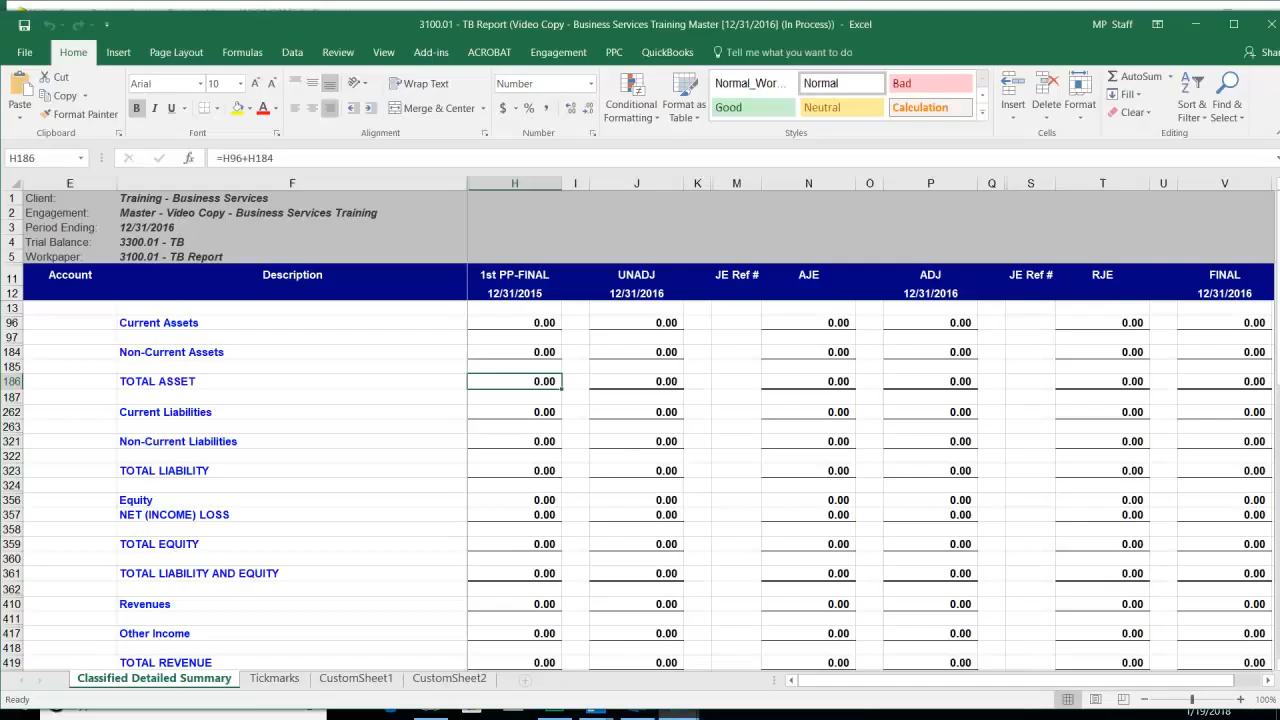 3100.01 - TB Report (Video Copy - Business Services Training Master [12/31/2016] (In Process)) - Excel MP Staff
File Home Insert Page Layout Formulas Data Review View Add-ins ACROBAT Engagement PPC QuickBooks Tell me what you want to do Shar
Paste Cut Copy Format Painter
Arial 10 Wrap Text Merge & Center Number
B I U $ % ,
Conditional Formatting Format as Table
Normal_Wor... Normal Bad
Good Neutral Calculation
Insert Delete Format
AutoSum Fill Clear Sort & Filter Find & Select
Clipboard Font Alignment Number Styles Cells Editing
H186 fx =H96+H184
E F H I J K M N O P Q S T U V
1 Client: Training - Business Services
2 Engagement: Master - Video Copy - Business Services Training
3 Period Ending: 12/31/2016
4 Trial Balance: 3300.01 - TB
5 Workpaper: 3100.01 - TB Report
11 Account Description 1st PP-FINAL UNADJ JE Ref # AJE ADJ JE Ref # RJE FINAL
12 12/31/2015 12/31/2016 12/31/2016 12/31/2016
13
96 Current Assets 0.00 0.00 0.00 0.00 0.00 0.00
97
184 Non-Current Assets 0.00 0.00 0.00 0.00 0.00 0.00
185
186 TOTAL ASSET 0.00 0.00 0.00 0.00 0.00 0.00
187
262 Current Liabilities 0.00 0.00 0.00 0.00 0.00 0.00
263
321 Non-Current Liabilities 0.00 0.00 0.00 0.00 0.00 0.00
322
323 TOTAL LIABILITY 0.00 0.00 0.00 0.00 0.00 0.00
324
356 Equity 0.00 0.00 0.00 0.00 0.00 0.00
357 NET (INCOME) LOSS 0.00 0.00 0.00 0.00 0.00 0.00
358
359 TOTAL EQUITY 0.00 0.00 0.00 0.00 0.00 0.00
360
361 TOTAL LIABILITY AND EQUITY 0.00 0.00 0.00 0.00 0.00 0.00
362
410 Revenues 0.00 0.00 0.00 0.00 0.00 0.00
411
417 Other Income 0.00 0.00 0.00 0.00 0.00 0.00
418
419 TOTAL REVENUE 0.00 0.00 0.00 0.00 0.00 0.00
Classified Detailed Summary Tickmarks CustomSheet1 CustomSheet2
Ready 100%
1/19/2018